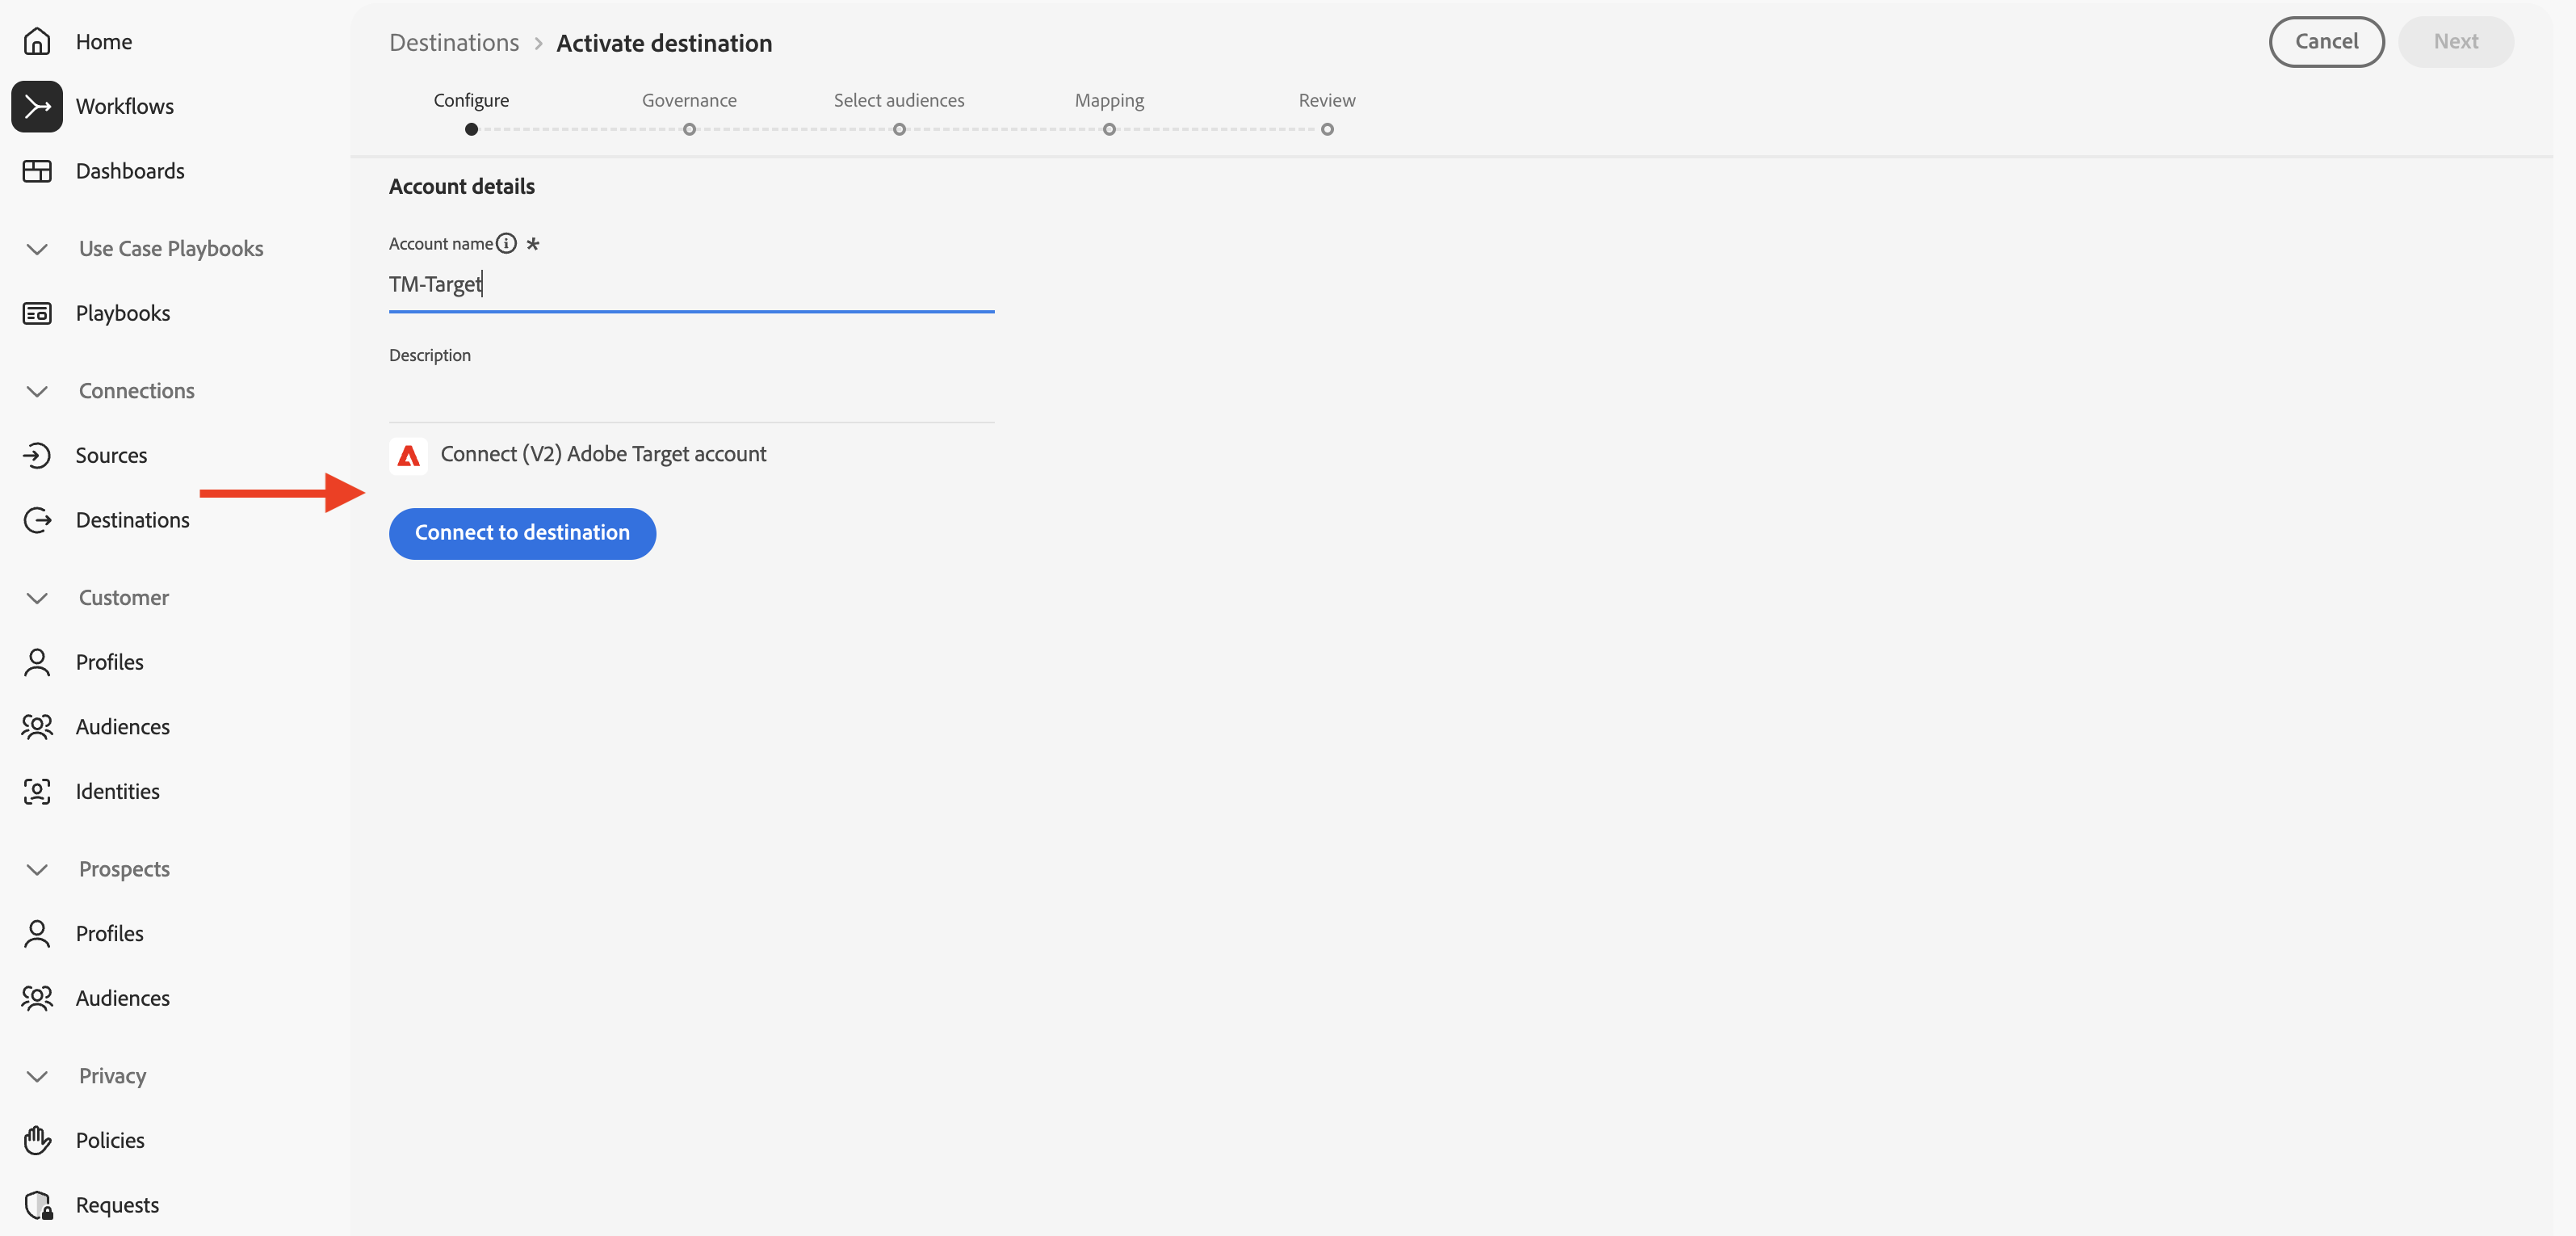 Home
Workflows
Dashboards
Use Case Playbooks
Playbooks
Connections
Sources
Destinations
Customer
Profiles
Audiences
Identities
Prospects
Profiles
Audiences
Privacy
Policies
Requests
Destinations > Activate destination
Cancel Next
Configure Governance Select audiences Mapping Review
Account details
Account name *
TM-Target
Description
Connect (V2) Adobe Target account
Connect to destination